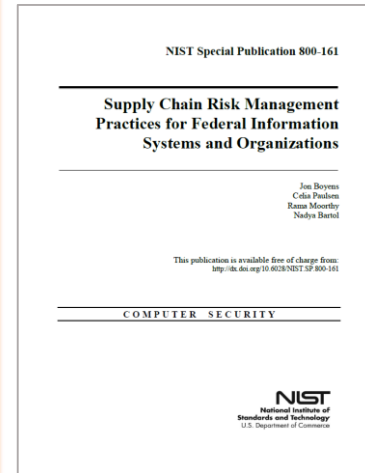 NIST Special Publication 800-161
Supply Chain Risk Management
Practices for Federal Information
Systems and Organizations
Jon Boyens
Celia Paulsen
Rama Moorthy
Nadya Bartol
This publication is available free of charge from:
http://dx.doi.org/10.6028/NIST.SP.800-161
COMPUTER SECURITY
NIST
National Institute of
Standards and Technology
U.S. Department of Commerce